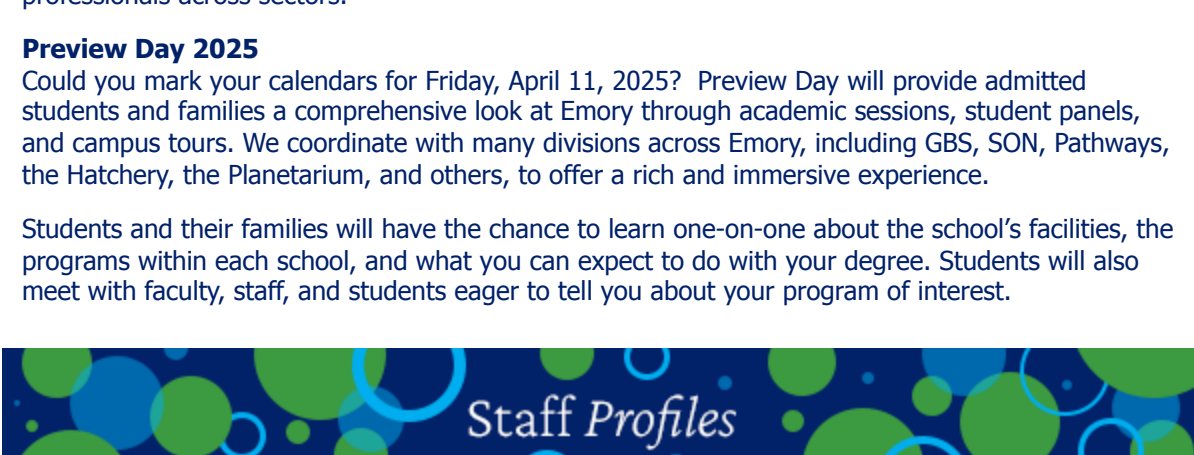 professionals across sectors.
Preview Day 2025
Could you mark your calendars for Friday, April 11, 2025?  Preview Day will provide admitted
students and families a comprehensive look at Emory through academic sessions, student panels,
and campus tours. We coordinate with many divisions across Emory, including GBS, SON, Pathways,
the Hatchery, the Planetarium, and others, to offer a rich and immersive experience.
Students and their families will have the chance to learn one-on-one about the school’s facilities, the
programs within each school, and what you can expect to do with your degree. Students will also
meet with faculty, staff, and students eager to tell you about your program of interest.
Staff Profiles